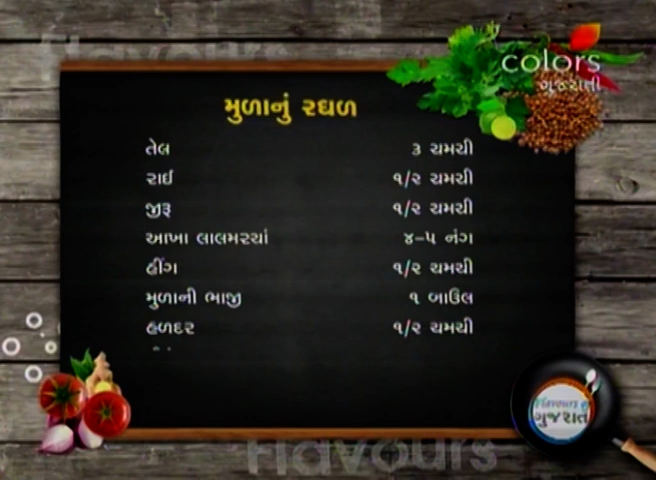 colors
ગુજરાતી
મુળાનું રઘળ
તેલ ૩ ચમચી
રાઈ ૧/૨ ચમચી
જીરૂ ૧/૨ ચમચી
આખા લાલમરચાં ૪-૫ નંગ
હીંગ ૧/૨ ચમચી
મુળાની ભાજી ૧ બાઉલ
હળદર ૧/૨ ચમચી
Flavours of
ગુજરાત
Flavours